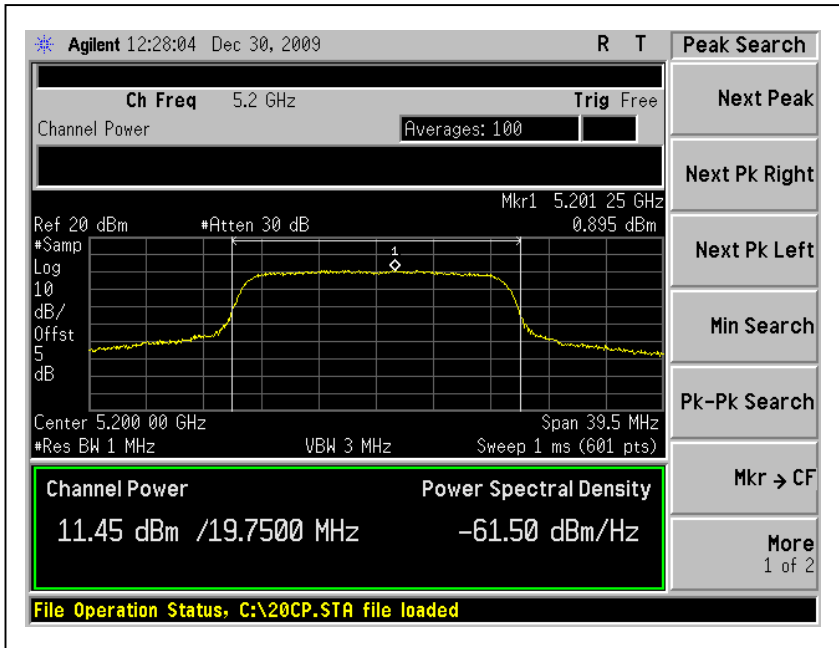 Agilent 12:28:04 Dec 30, 2009 R T
Peak Search
Ch Freq 5.2 GHz Trig Free
Channel Power Averages: 100
Mkr1 5.201 25 GHz
Ref 20 dBm #Atten 30 dB 0.895 dBm
#Samp
Log
10
dB/
Offst
5
dB
1
Center 5.200 00 GHz Span 39.5 MHz
#Res BW 1 MHz VBW 3 MHz Sweep 1 ms (601 pts)
Channel Power Power Spectral Density
11.45 dBm /19.7500 MHz -61.50 dBm/Hz
File Operation Status, C:\20CP.STA file loaded
Next Peak
Next Pk Right
Next Pk Left
Min Search
Pk-Pk Search
Mkr → CF
More
1 of 2